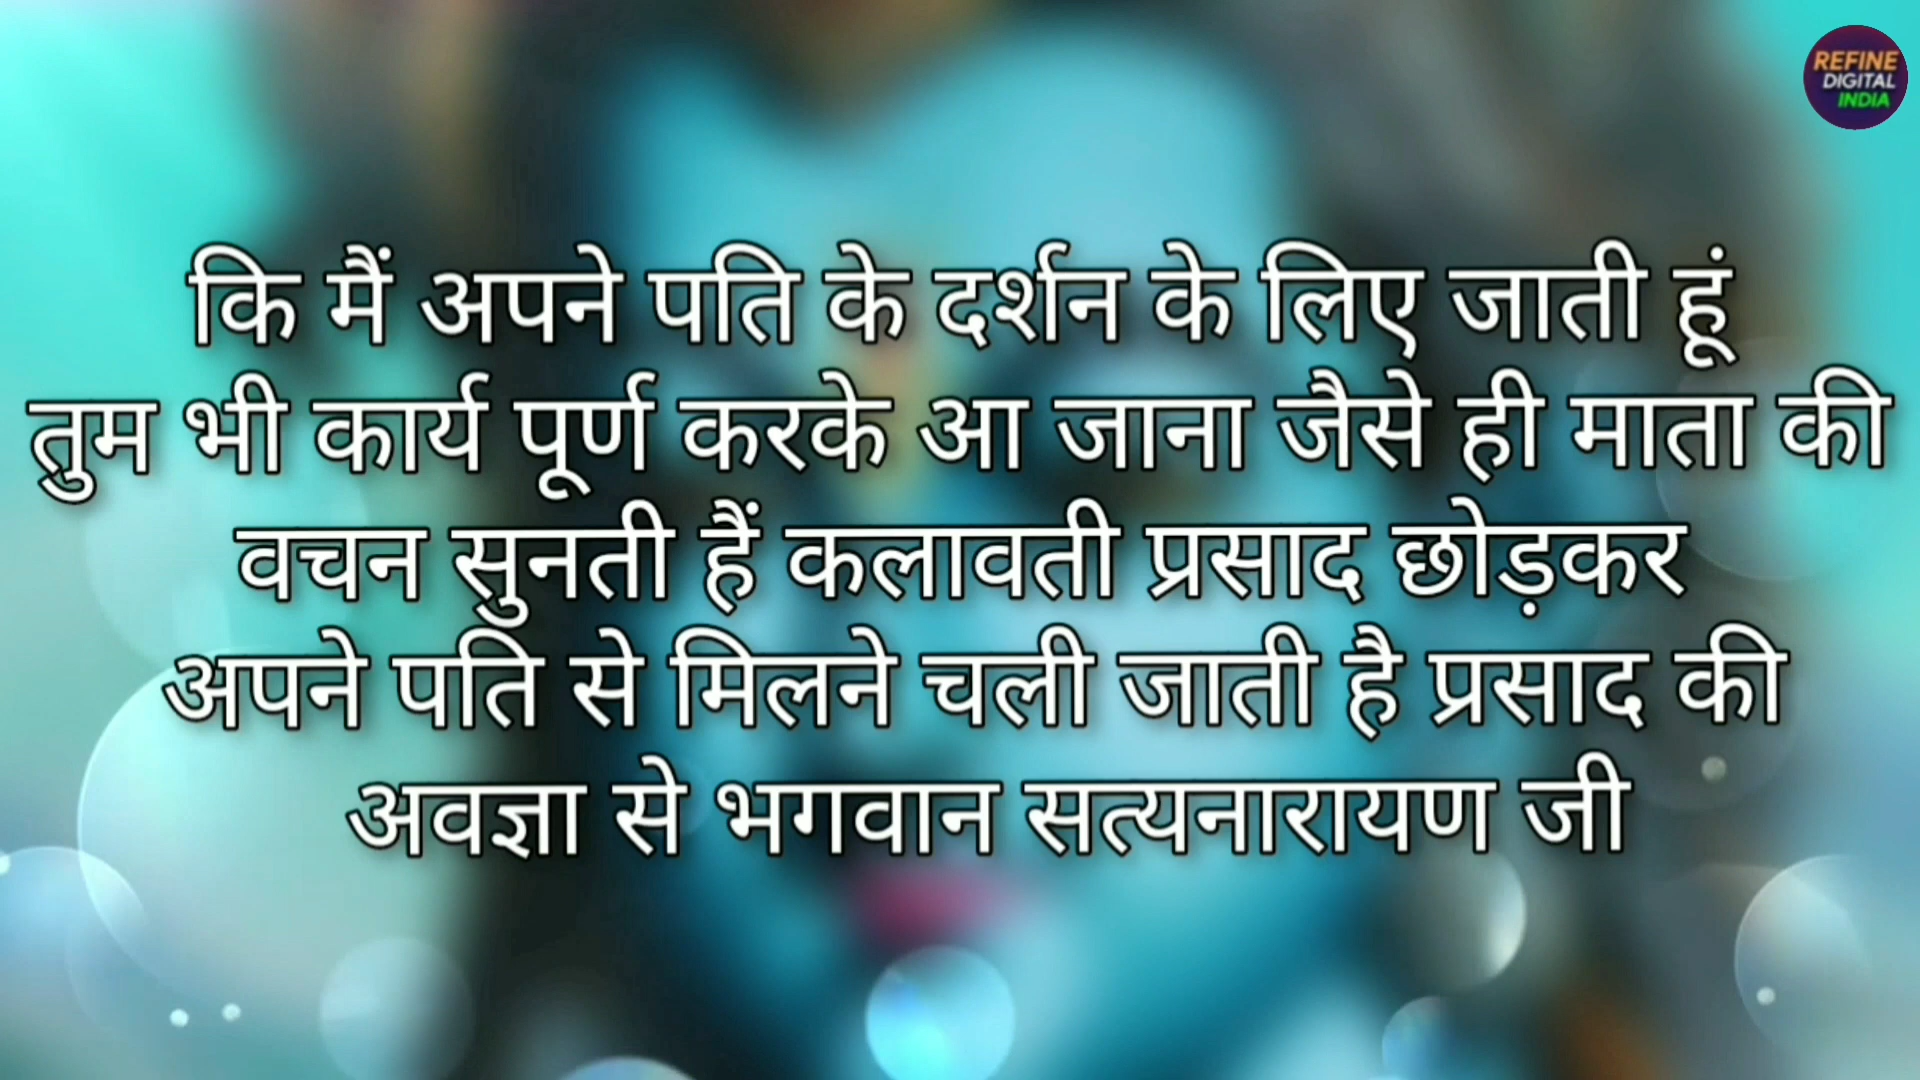 REFINE
DIGITAL
INDIA
कि मैं अपने पति के दर्शन के लिए जाती हूं
तुम भी कार्य पूर्ण करके आ जाना जैसे ही माता की
वचन सुनती हैं कलावती प्रसाद छोड़कर
अपने पति से मिलने चली जाती है प्रसाद की
अवज्ञा से भगवान सत्यनारायण जी